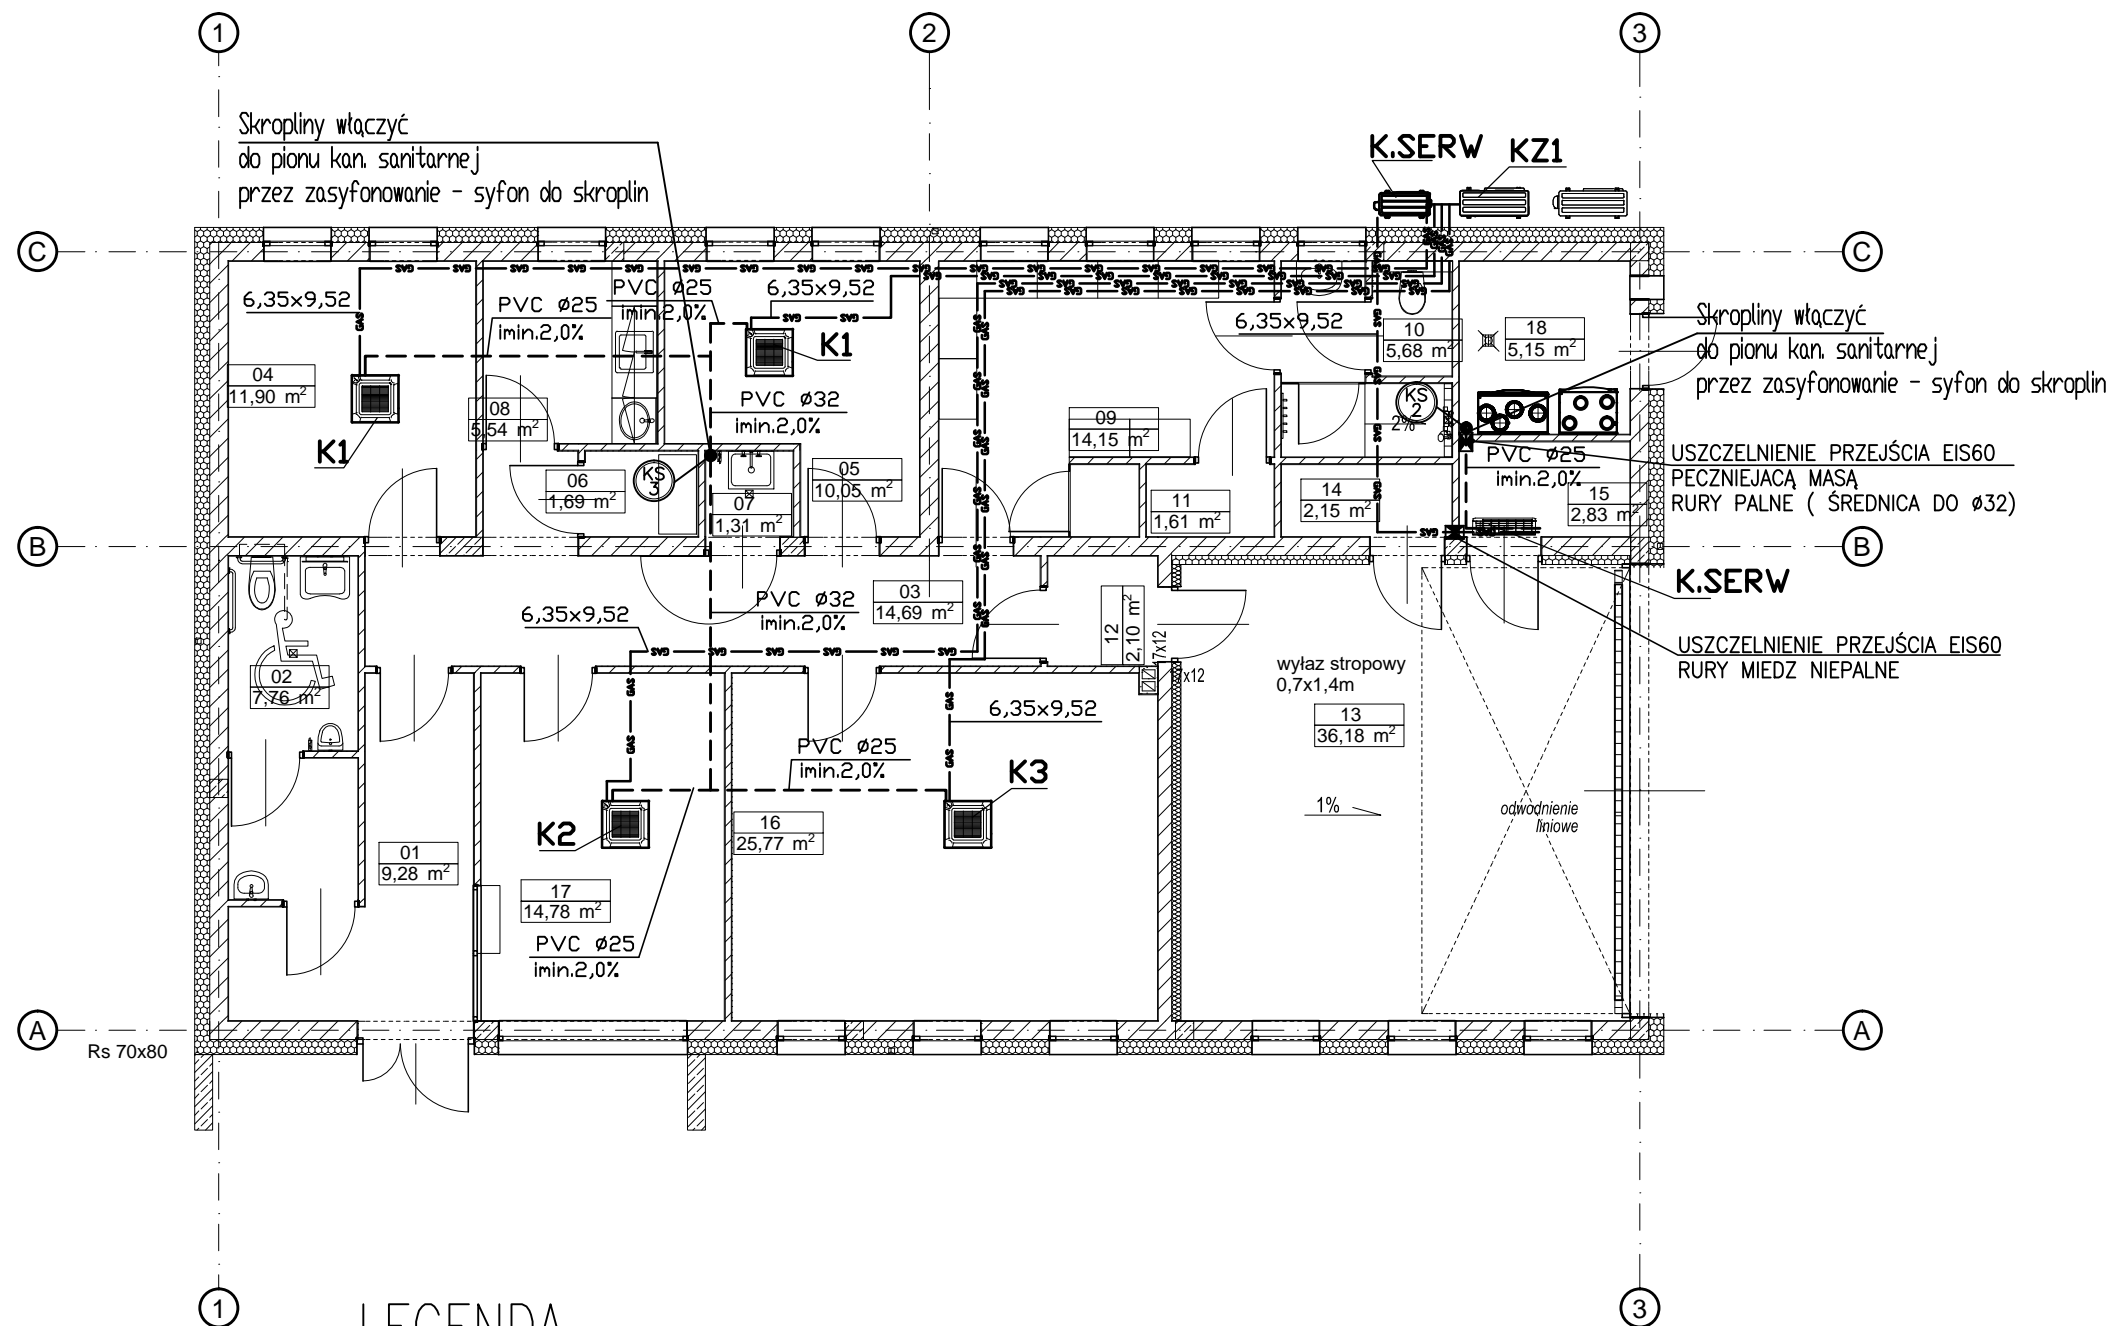 1
2
3
Skropliny włączyć
do pionu kan. sanitarnej
przez zasyfonowanie - syfon do skroplin
K.SERW
KZ1
C
C
6,35x9,52
PVC ø25
imin.2,0%
PVC ø25
imin.2,0%
6,35x9,52
K1
6,35x9,52
10
5,68 m²
18
5,15 m²
Skropliny włączyć
do pionu kan. sanitarnej
przez zasyfonowanie - syfon do skroplin
04
11,90 m²
K1
08
5,54 m²
PVC ø32
imin.2,0%
09
14,15 m²
KS
2
2%
USZCZELNIENIE PRZEJŚCIA EIS60
PECZNIEJACĄ MASĄ
RURY PALNE ( ŚREDNICA DO ø32)
PVC ø25
imin.2,0%
06
1,69 m²
KS
3
07
1,31 m²
05
10,05 m²
11
1,61 m²
14
2,15 m²
15
2,83 m²
B
B
K.SERW
6,35x9,52
PVC ø32
imin.2,0%
03
14,69 m²
12
2,10 m²
7x12
7x12
USZCZELNIENIE PRZEJŚCIA EIS60
RURY MIEDZ NIEPALNE
02
7,76 m²
wyłaz stropowy
0,7x1,4m
13
36,18 m²
6,35x9,52
PVC ø25
imin.2,0%
K3
K2
16
25,77 m²
1%
odwodnienie
liniowe
01
9,28 m²
17
14,78 m²
PVC ø25
imin.2,0%
A
A
Rs 70x80
1
3
LEGENDA
GAS